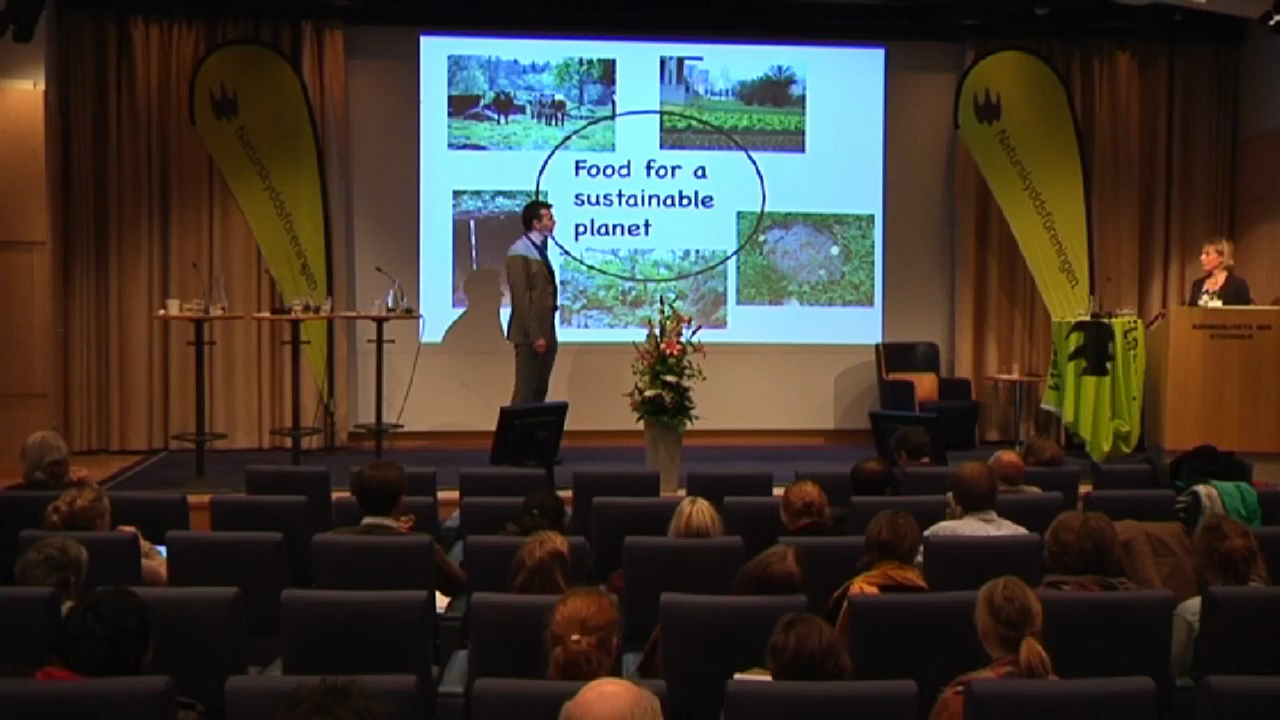 Food for a
sustainable
planet
Naturskyddsföreningen
Naturskyddsföreningen